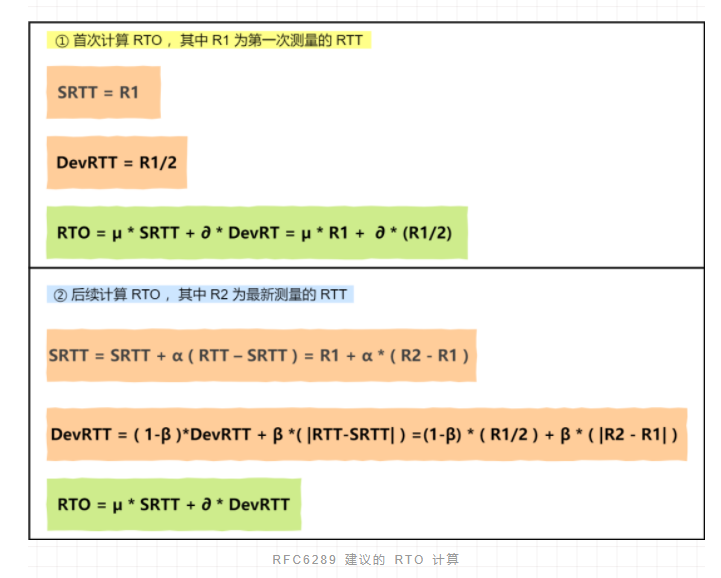 ① 首次计算 RTO ，其中 R1 为第一次测量的 RTT
SRTT = R1
DevRTT = R1/2
RTO = μ * SRTT + ∂ * DevRT = μ * R1 + ∂ * (R1/2)
② 后续计算 RTO ，其中 R2 为最新测量的 RTT
SRTT = SRTT + α ( RTT – SRTT ) = R1 + α * ( R2 - R1 )
DevRTT = ( 1-β )*DevRTT + β *( |RTT-SRTT| ) =(1-β) * ( R1/2 ) + β * ( |R2 - R1| )
RTO = μ * SRTT + ∂ * DevRTT
RFC6289 建议的 RTO 计算